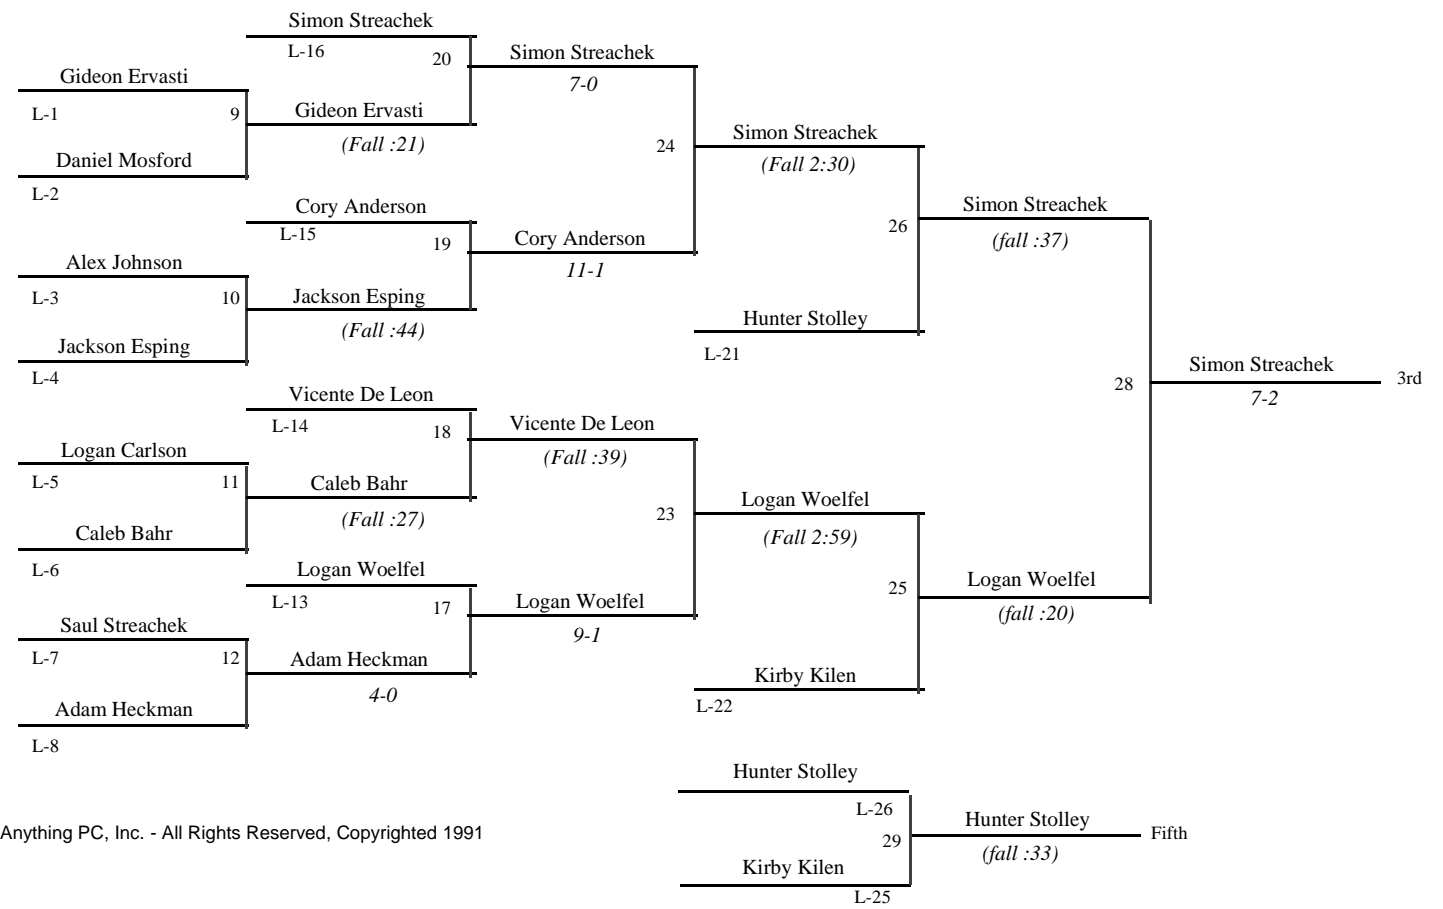 Simon Streachek
L-16
20
Simon Streachek
7-0
Gideon Ervasti
L-1
9
Gideon Ervasti
(Fall :21)
Daniel Mosford
L-2
24
Simon Streachek
(Fall 2:30)
Cory Anderson
L-15
19
Cory Anderson
11-1
26
Simon Streachek
(fall :37)
Alex Johnson
L-3
10
Jackson Esping
(Fall :44)
Jackson Esping
L-4
Hunter Stolley
L-21
28
Simon Streachek
7-2
3rd
Vicente De Leon
L-14
18
Vicente De Leon
(Fall :39)
Logan Carlson
L-5
11
Caleb Bahr
(Fall :27)
Caleb Bahr
L-6
23
Logan Woelfel
(Fall 2:59)
Logan Woelfel
L-13
17
Logan Woelfel
9-1
25
Logan Woelfel
(fall :20)
Saul Streachek
L-7
12
Adam Heckman
4-0
Adam Heckman
L-8
Kirby Kilen
L-22
Hunter Stolley
L-26
29
Hunter Stolley
(fall :33)
Fifth
Kirby Kilen
L-25
Anything PC, Inc. - All Rights Reserved, Copyrighted 1991